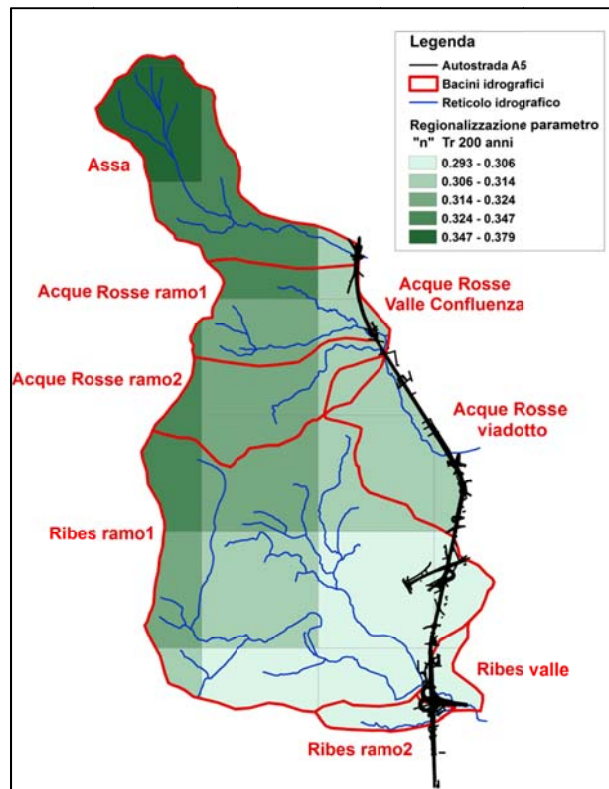 Legenda
Autostrada A5
Bacini idrografici
Reticolo idrografico
Regionalizzazione parametro
"n" Tr 200 anni
0.293 - 0.306
0.306 - 0.314
0.314 - 0.324
0.324 - 0.347
0.347 - 0.379
Assa
Acque Rosse ramo1
Acque Rosse
Valle Confluenza
Acque Rosse ramo2
Acque Rosse
viadotto
Ribes ramo1
Ribes valle
Ribes ramo2